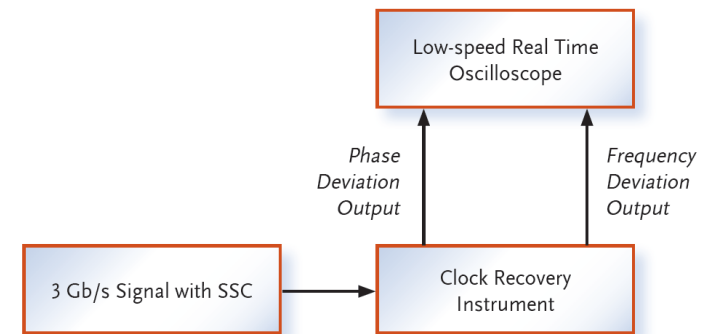 Low-speed Real Time
Oscilloscope
Phase
Deviation
Output
Frequency
Deviation
Output
3 Gb/s Signal with SSC
Clock Recovery
Instrument